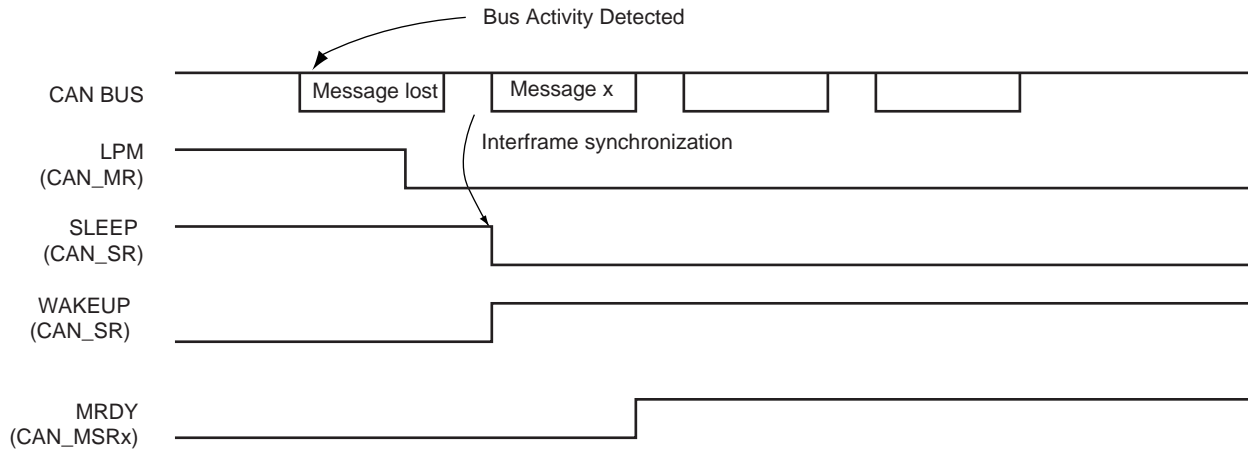 Bus Activity Detected
CAN BUS
Message lost
Message x
Interframe synchronization
LPM
(CAN_MR)
SLEEP
(CAN_SR)
WAKEUP
(CAN_SR)
MRDY
(CAN_MSRx)